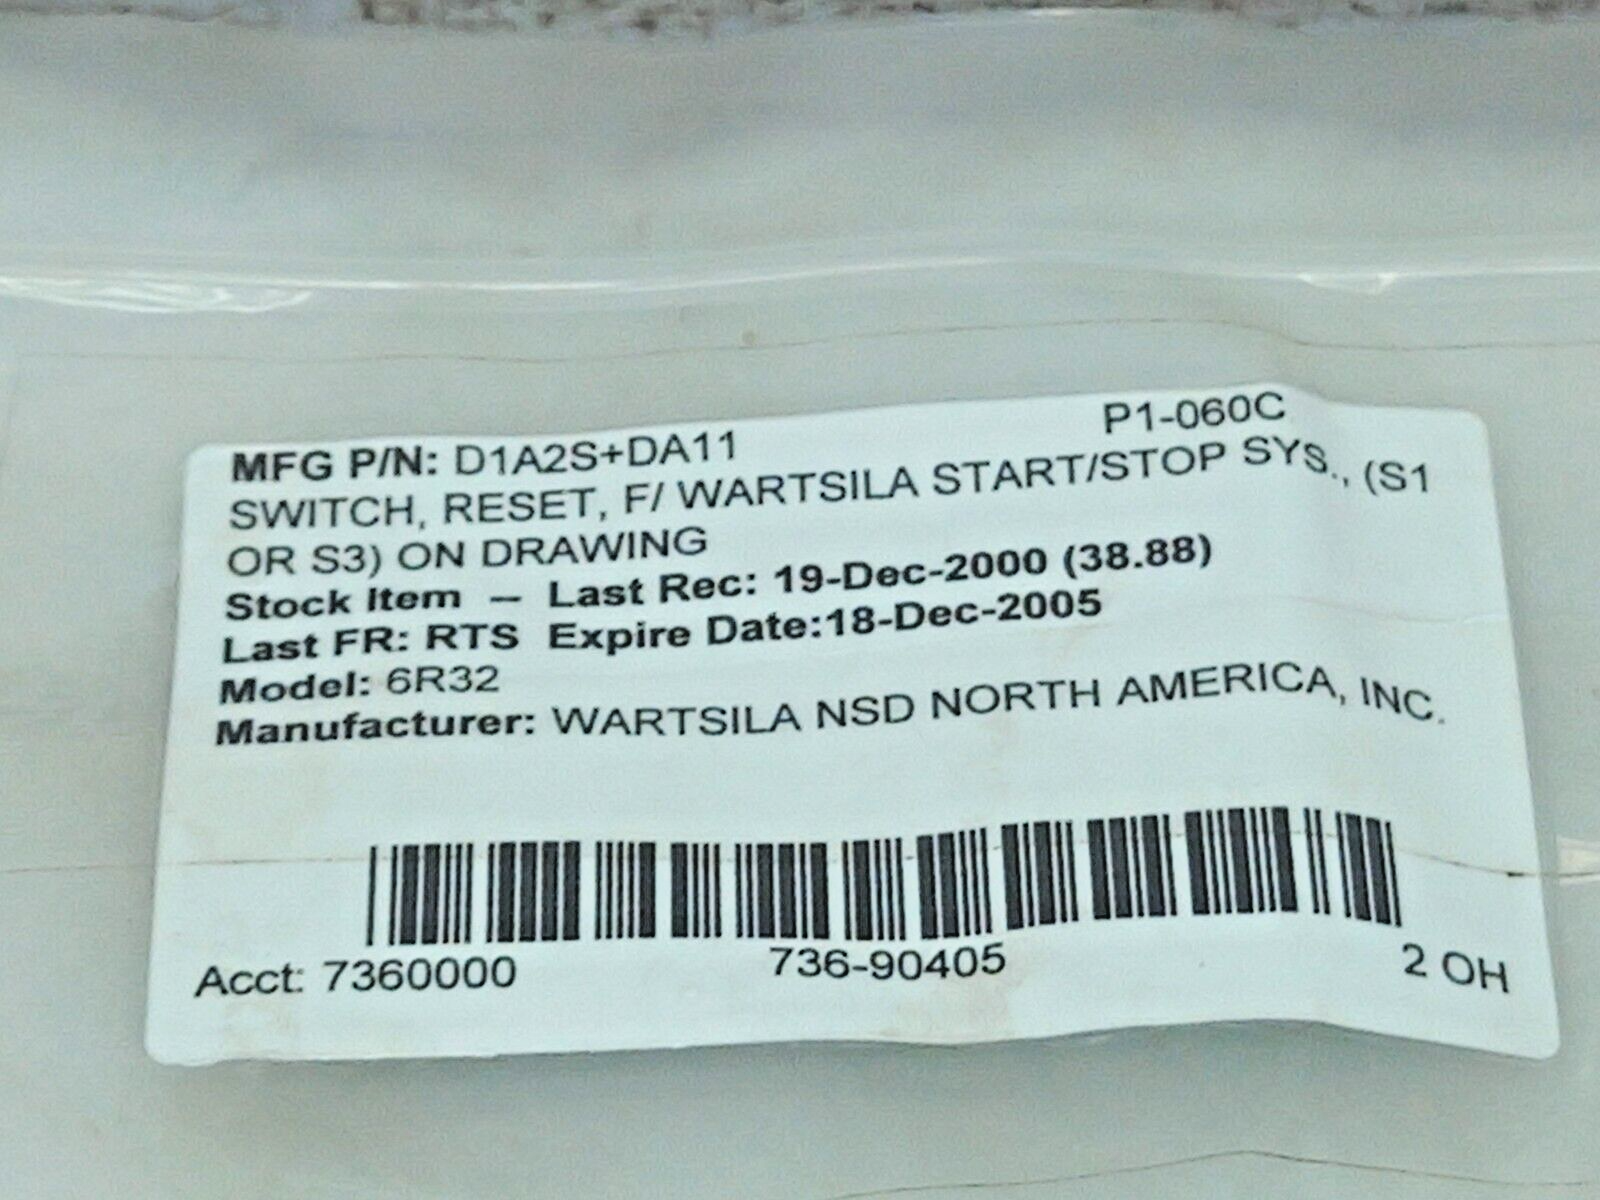 MFG P/N: D1A2S+DA11 P1-060C
SWITCH, RESET, F/ WARTSILA START/STOP SYS., (S1
OR S3) ON DRAWING
Stock Item – Last Rec: 19-Dec-2000 (38.88)
Last FR: RTS Expire Date:18-Dec-2005
Model: 6R32
Manufacturer: WARTSILA NSD NORTH AMERICA, INC.
Acct: 7360000 736-90405 2 OH